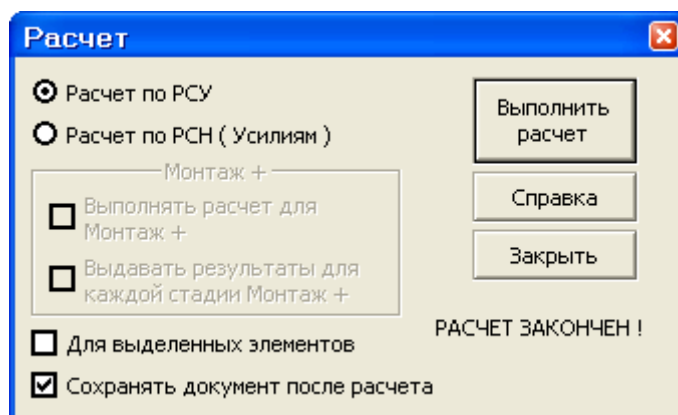 Расчет
Расчет по РСУ
Расчет по РСН ( Усилиям )
Монтаж +
Выполнять расчет для
Монтаж +
Выдавать результаты для
каждой стадии Монтаж +
Для выделенных элементов
Сохранять документ после расчета
Выполнить
расчет
Справка
Закрыть
РАСЧЕТ ЗАКОНЧЕН !